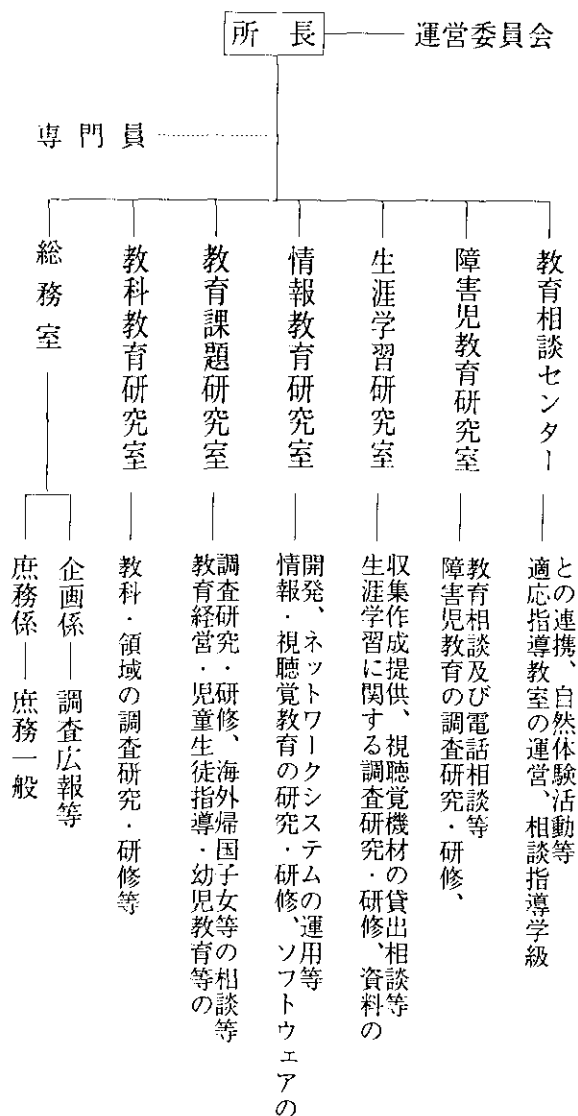 所長
運営委員会
専門員
教育相談センター
適応指導教室の運営、相談指導学級
との連携、自然体験活動等
障害児教育研究室
障害児教育の調査研究・研修、
教育相談及び電話相談等
生涯学習研究室
生涯学習に関する調査研究・研修、資料の
収集作成提供、視聴覚機材の貸出相談等
情報教育研究室
情報・視聴覚教育の研究・研修、ソフトウェアの
開発、ネットワークシステムの運用等
教育課題研究室
教育経営・児童生徒指導・幼児教育等の
調査研究・研修、海外帰国子女等の相談等
教科教育研究室
教科・領域の調査研究・研修等
総務室
企画係
調査広報等
庶務係
庶務一般